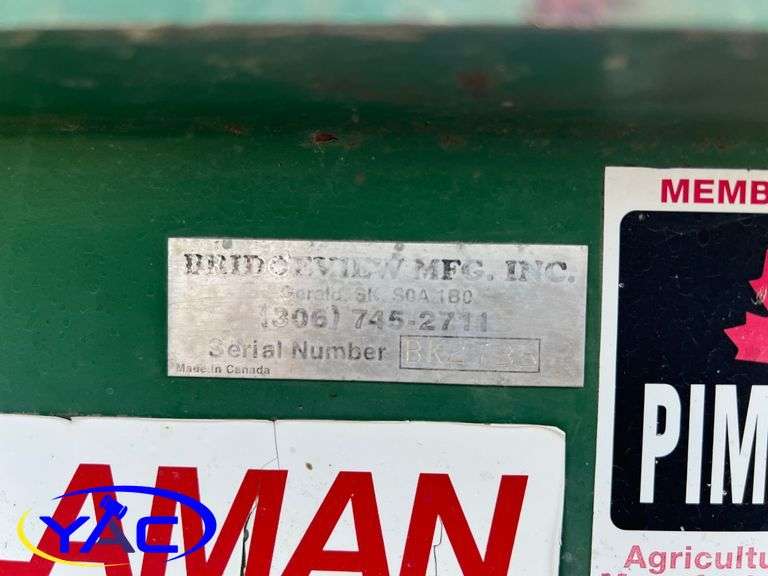 BRIDGEVIEW MFG. INC.
Gerald, SK. S0A 1B0
(306) 745-2711
Serial Number
Made in Canada
MEMB
PIM
Agricultu
AMAN
YAC